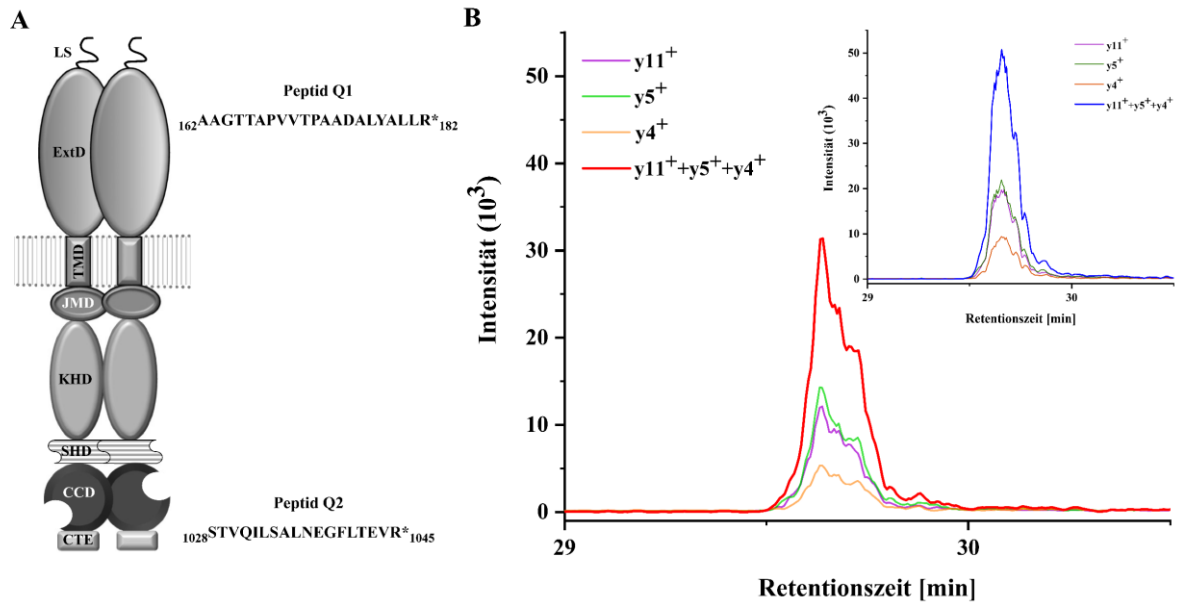 A
LS
ExtD
TMD
JMD
KHD
SHD
CCD
CTE
Peptid Q1
162AAGTTAPVVTPAADALYALLR*182
Peptid Q2
1028STVQILSALNEGFLTEVR*1045
B
Intensität (10³)
50
40
30
20
10
0
29
30
Retentionszeit [min]
y11⁺
y5⁺
y4⁺
y11⁺+y5⁺+y4⁺
Intensität (10³)
50
40
30
20
10
0
29
30
Retentionszeit [min]
y11⁺
y5⁺
y4⁺
y11⁺+y5⁺+y4⁺